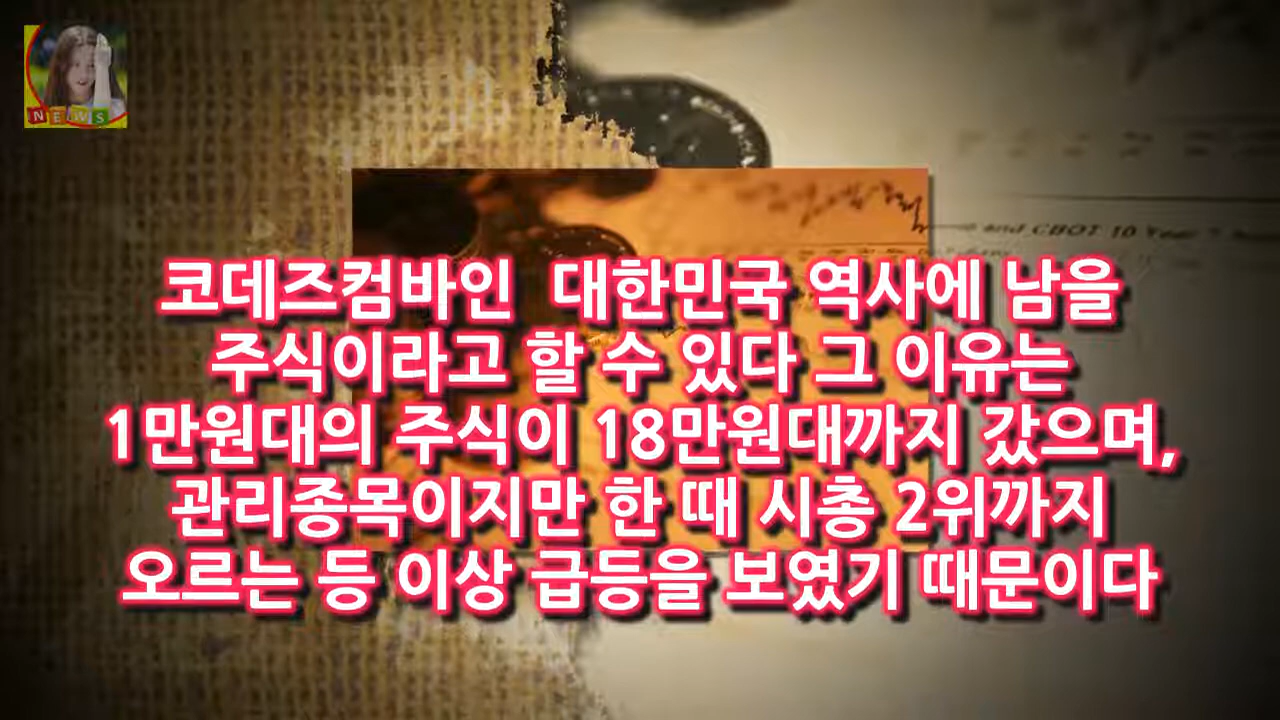 NEWS
and CBOT 10 Year
코데즈컴바인 대한민국 역사에 남을
주식이라고 할 수 있다 그 이유는
1만원대의 주식이 18만원대까지 갔으며,
관리종목이지만 한 때 시총 2위까지
오르는 등 이상 급등을 보였기 때문이다